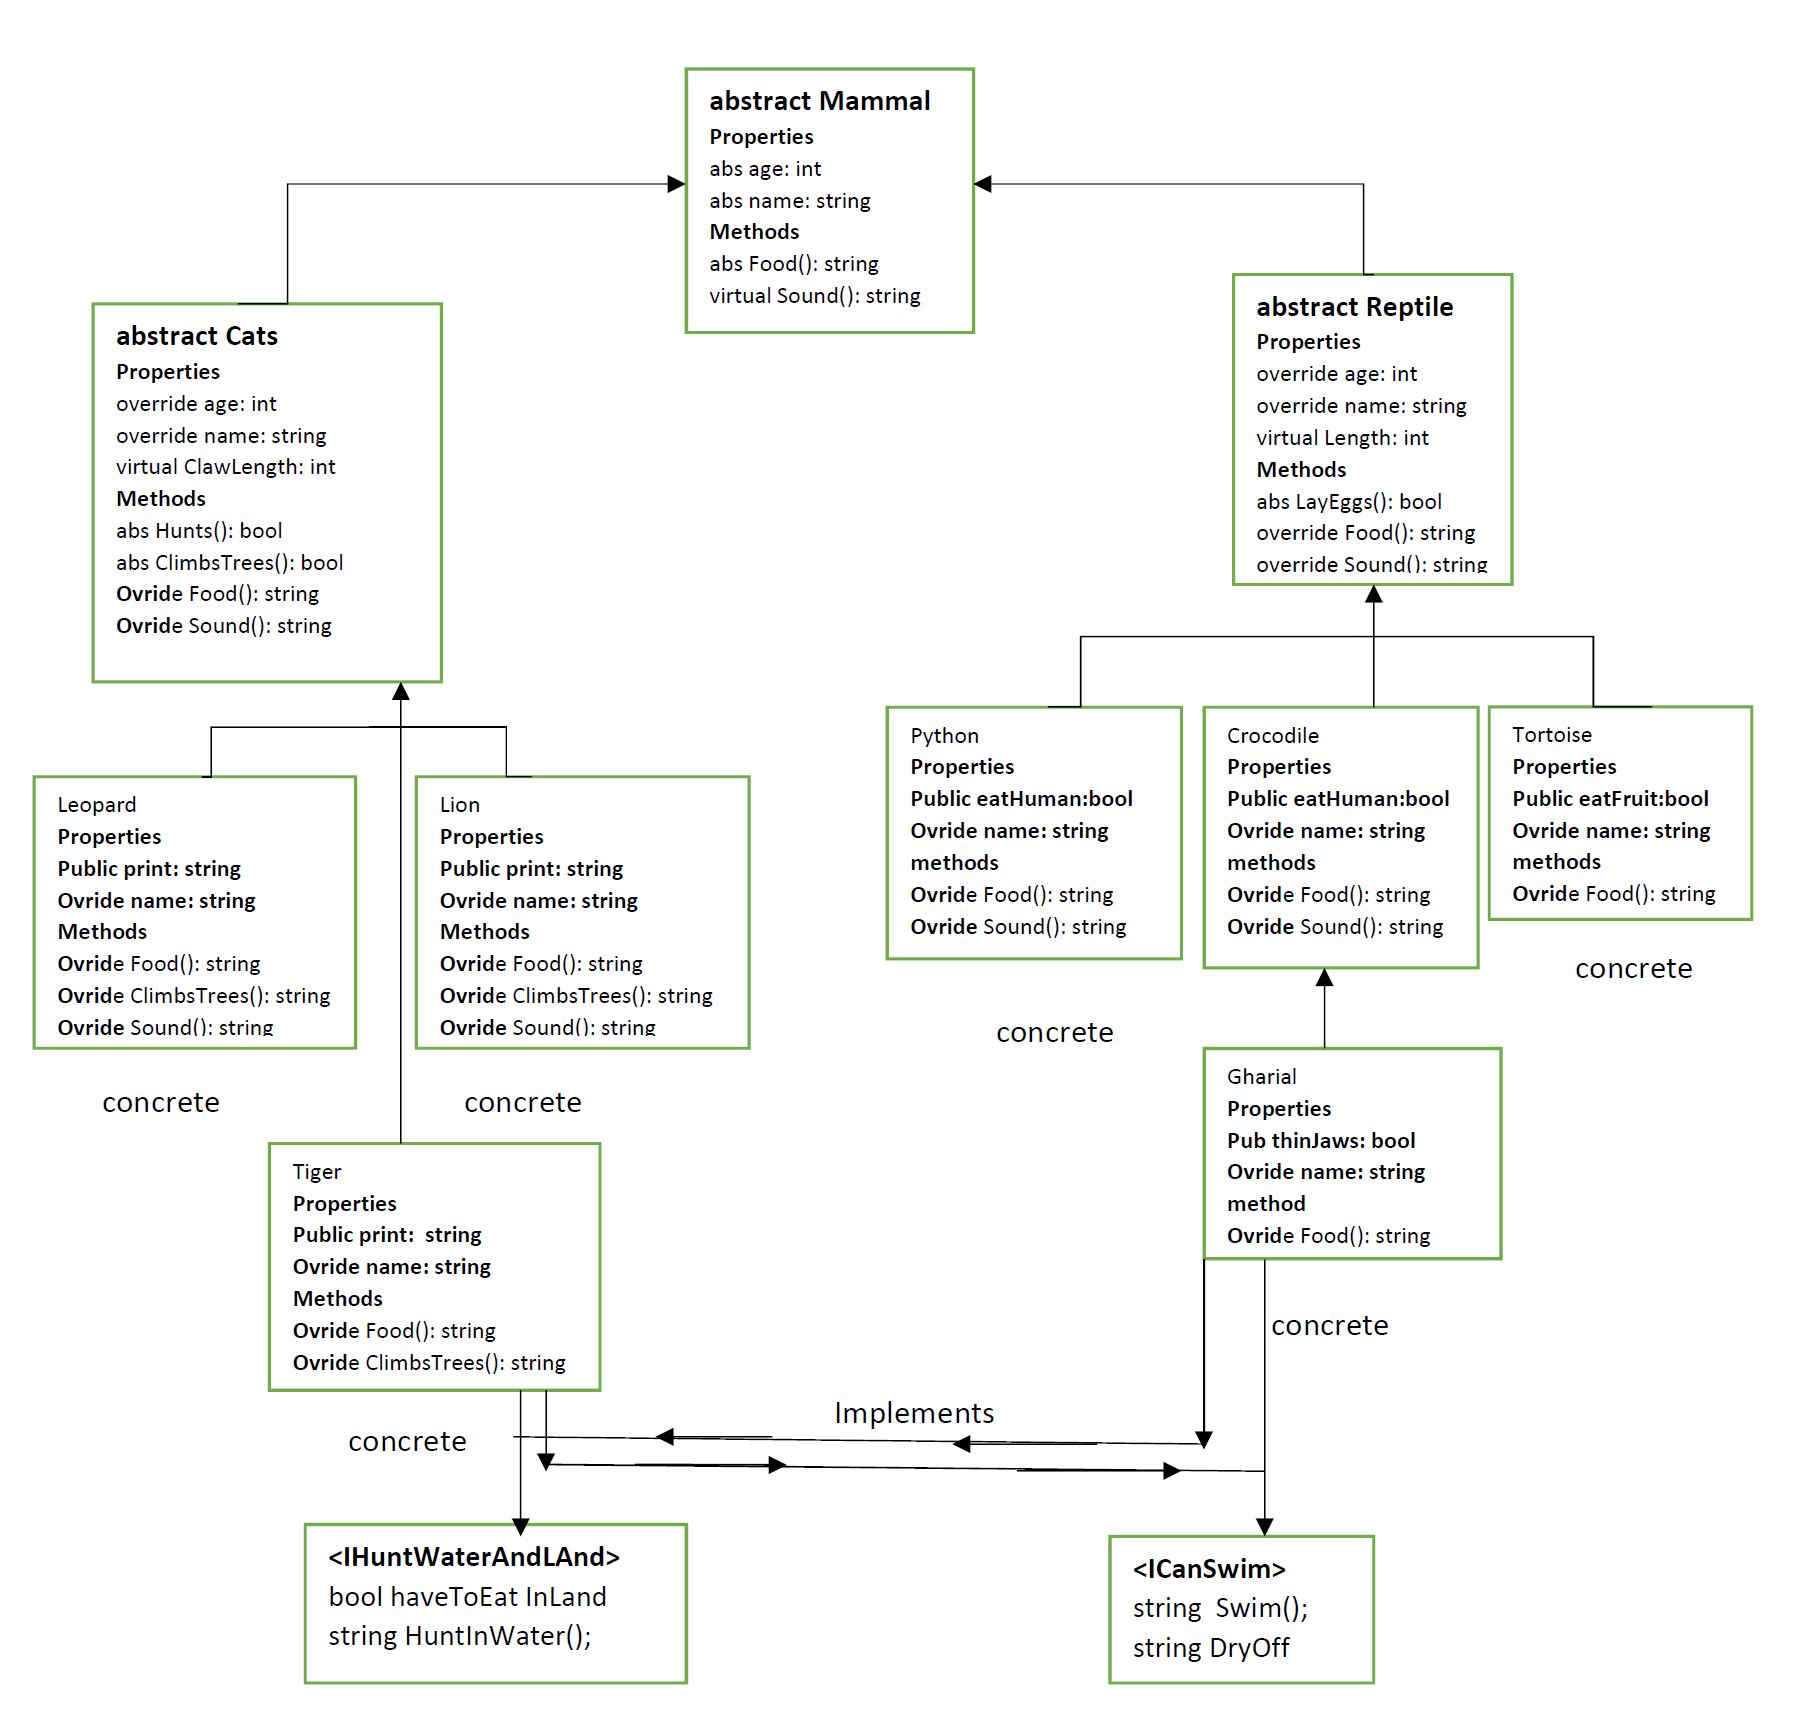 abstract Mammal
Properties
abs age: int
abs name: string
Methods
abs Food(): string
virtual Sound(): string
abstract Cats
Properties
override age: int
override name: string
virtual ClawLength: int
Methods
abs Hunts(): bool
abs ClimbsTrees(): bool
Ovride Food(): string
Ovride Sound(): string
abstract Reptile
Properties
override age: int
override name: string
virtual Length: int
Methods
abs LayEggs(): bool
override Food(): string
override Sound(): string
Leopard
Properties
Public print: string
Ovride name: string
Methods
Ovride Food(): string
Ovride ClimbsTrees(): string
Ovride Sound(): string
concrete
Lion
Properties
Public print: string
Ovride name: string
Methods
Ovride Food(): string
Ovride ClimbsTrees(): string
Ovride Sound(): string
concrete
Python
Properties
Public eatHuman:bool
Ovride name: string
methods
Ovride Food(): string
Ovride Sound(): string
concrete
Crocodile
Properties
Public eatHuman:bool
Ovride name: string
methods
Ovride Food(): string
Ovride Sound(): string
Tortoise
Properties
Public eatFruit:bool
Ovride name: string
methods
Ovride Food(): string
concrete
Tiger
Properties
Public print:  string
Ovride name: string
Methods
Ovride Food(): string
Ovride ClimbsTrees(): string
concrete
Gharial
Properties
Pub thinJaws: bool
Ovride name: string
method
Ovride Food(): string
concrete
Implements
<IHuntWaterAndLAnd>
bool haveToEat InLand
string HuntInWater();
<ICanSwim>
string  Swim();
string DryOff